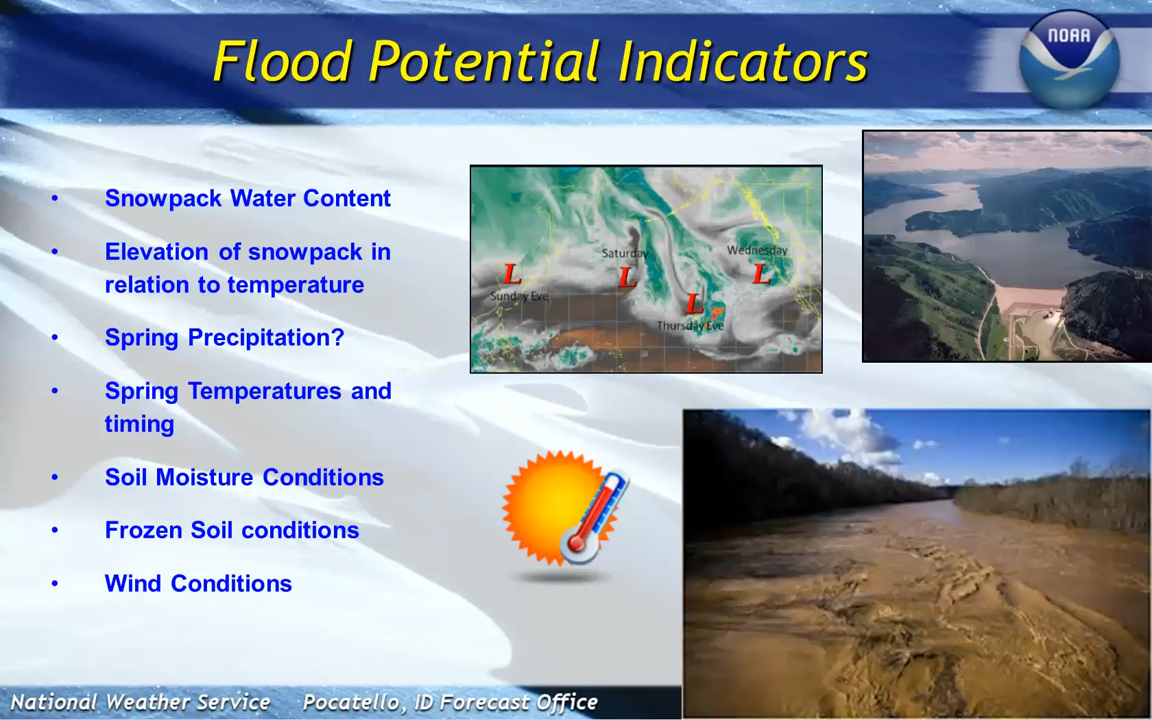 Flood Potential Indicators
NOAA
• Snowpack Water Content
• Elevation of snowpack in
relation to temperature
• Spring Precipitation?
• Spring Temperatures and
timing
• Soil Moisture Conditions
• Frozen Soil conditions
• Wind Conditions
Saturday
Wednesday
L
L
L
Sunday Eve
L
Thursday Eve
National Weather Service Pocatello, ID Forecast Office